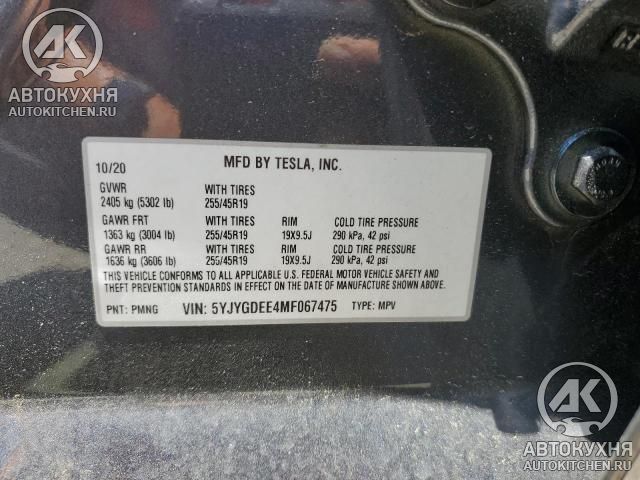 AK
АВТОКУХНЯ
AUTOKITCHEN.RU
10/20 MFD BY TESLA, INC.
GVWR WITH TIRES
2405 kg (5302 lb) 255/45R19
GAWR FRT WITH TIRES RIM COLD TIRE PRESSURE
1363 kg (3004 lb) 255/45R19 19X9.5J 290 kPa, 42 psi
GAWR RR WITH TIRES RIM COLD TIRE PRESSURE
1636 kg (3606 lb) 255/45R19 19X9.5J 290 kPa, 42 psi
THIS VEHICLE CONFORMS TO ALL APPLICABLE U.S. FEDERAL MOTOR VEHICLE SAFETY AND
THEFT PREVENTION STANDARDS IN EFFECT ON THE DATE OF MANUFACTURE SHOWN ABOVE.
PNT: PMNG VIN: 5YJYGDEE4MF067475 TYPE: MPV
AK
АВТОКУХНЯ
AUTOKITCHEN.RU